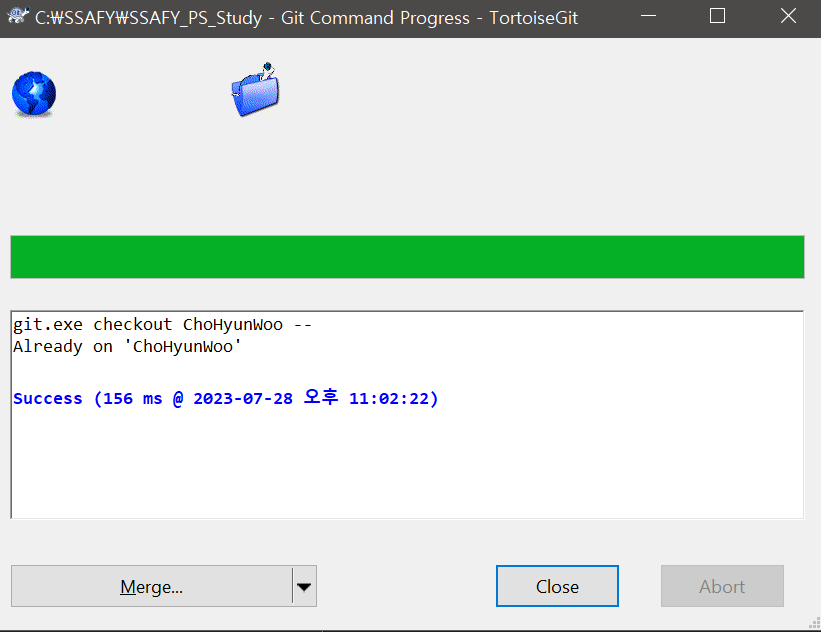 C:₩SSAFY₩SSAFY_PS_Study - Git Command Progress - TortoiseGit
git.exe checkout ChoHyunWoo --
Already on 'ChoHyunWoo'
Success (156 ms @ 2023-07-28 오후 11:02:22)
Merge...
Close
Abort